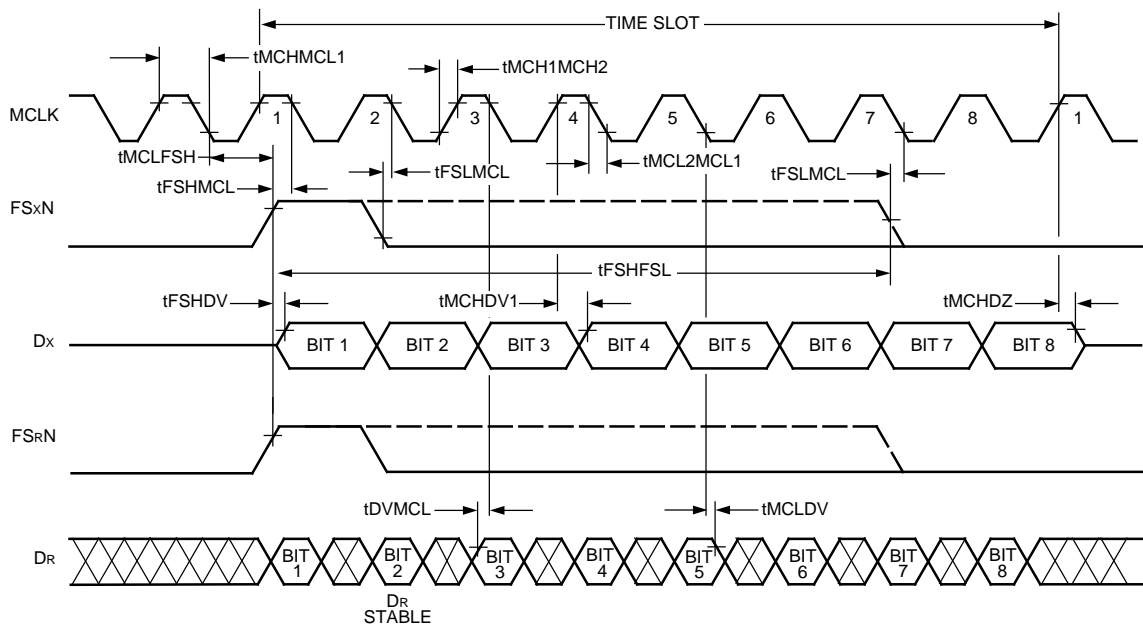 TIME SLOT
tMCHMCL1
tMCH1MCH2
MCLK
1 2 3 4 5 6 7 8 1
tMCLFSH
tFSHMCL
tFSLMCL
tMCL2MCL1
tFSLMCL
FSXN
tFSHFSL
tFSHDV
tMCHDV1
tMCHDZ
DX
BIT 1 BIT 2 BIT 3 BIT 4 BIT 5 BIT 6 BIT 7 BIT 8
FSRN
tDVMCL
tMCLDV
DR
BIT BIT BIT BIT BIT BIT BIT BIT
1 2 3 4 5 6 7 8
DR
STABLE